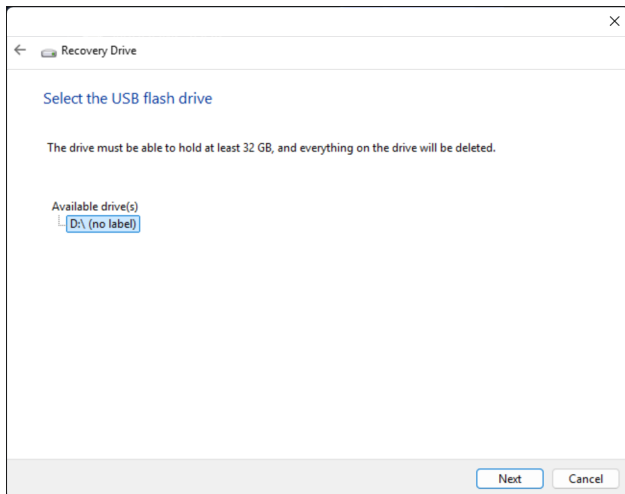 Recovery Drive
Select the USB flash drive
The drive must be able to hold at least 32 GB, and everything on the drive will be deleted.
Available drive(s)
D:\ (no label)
Next
Cancel